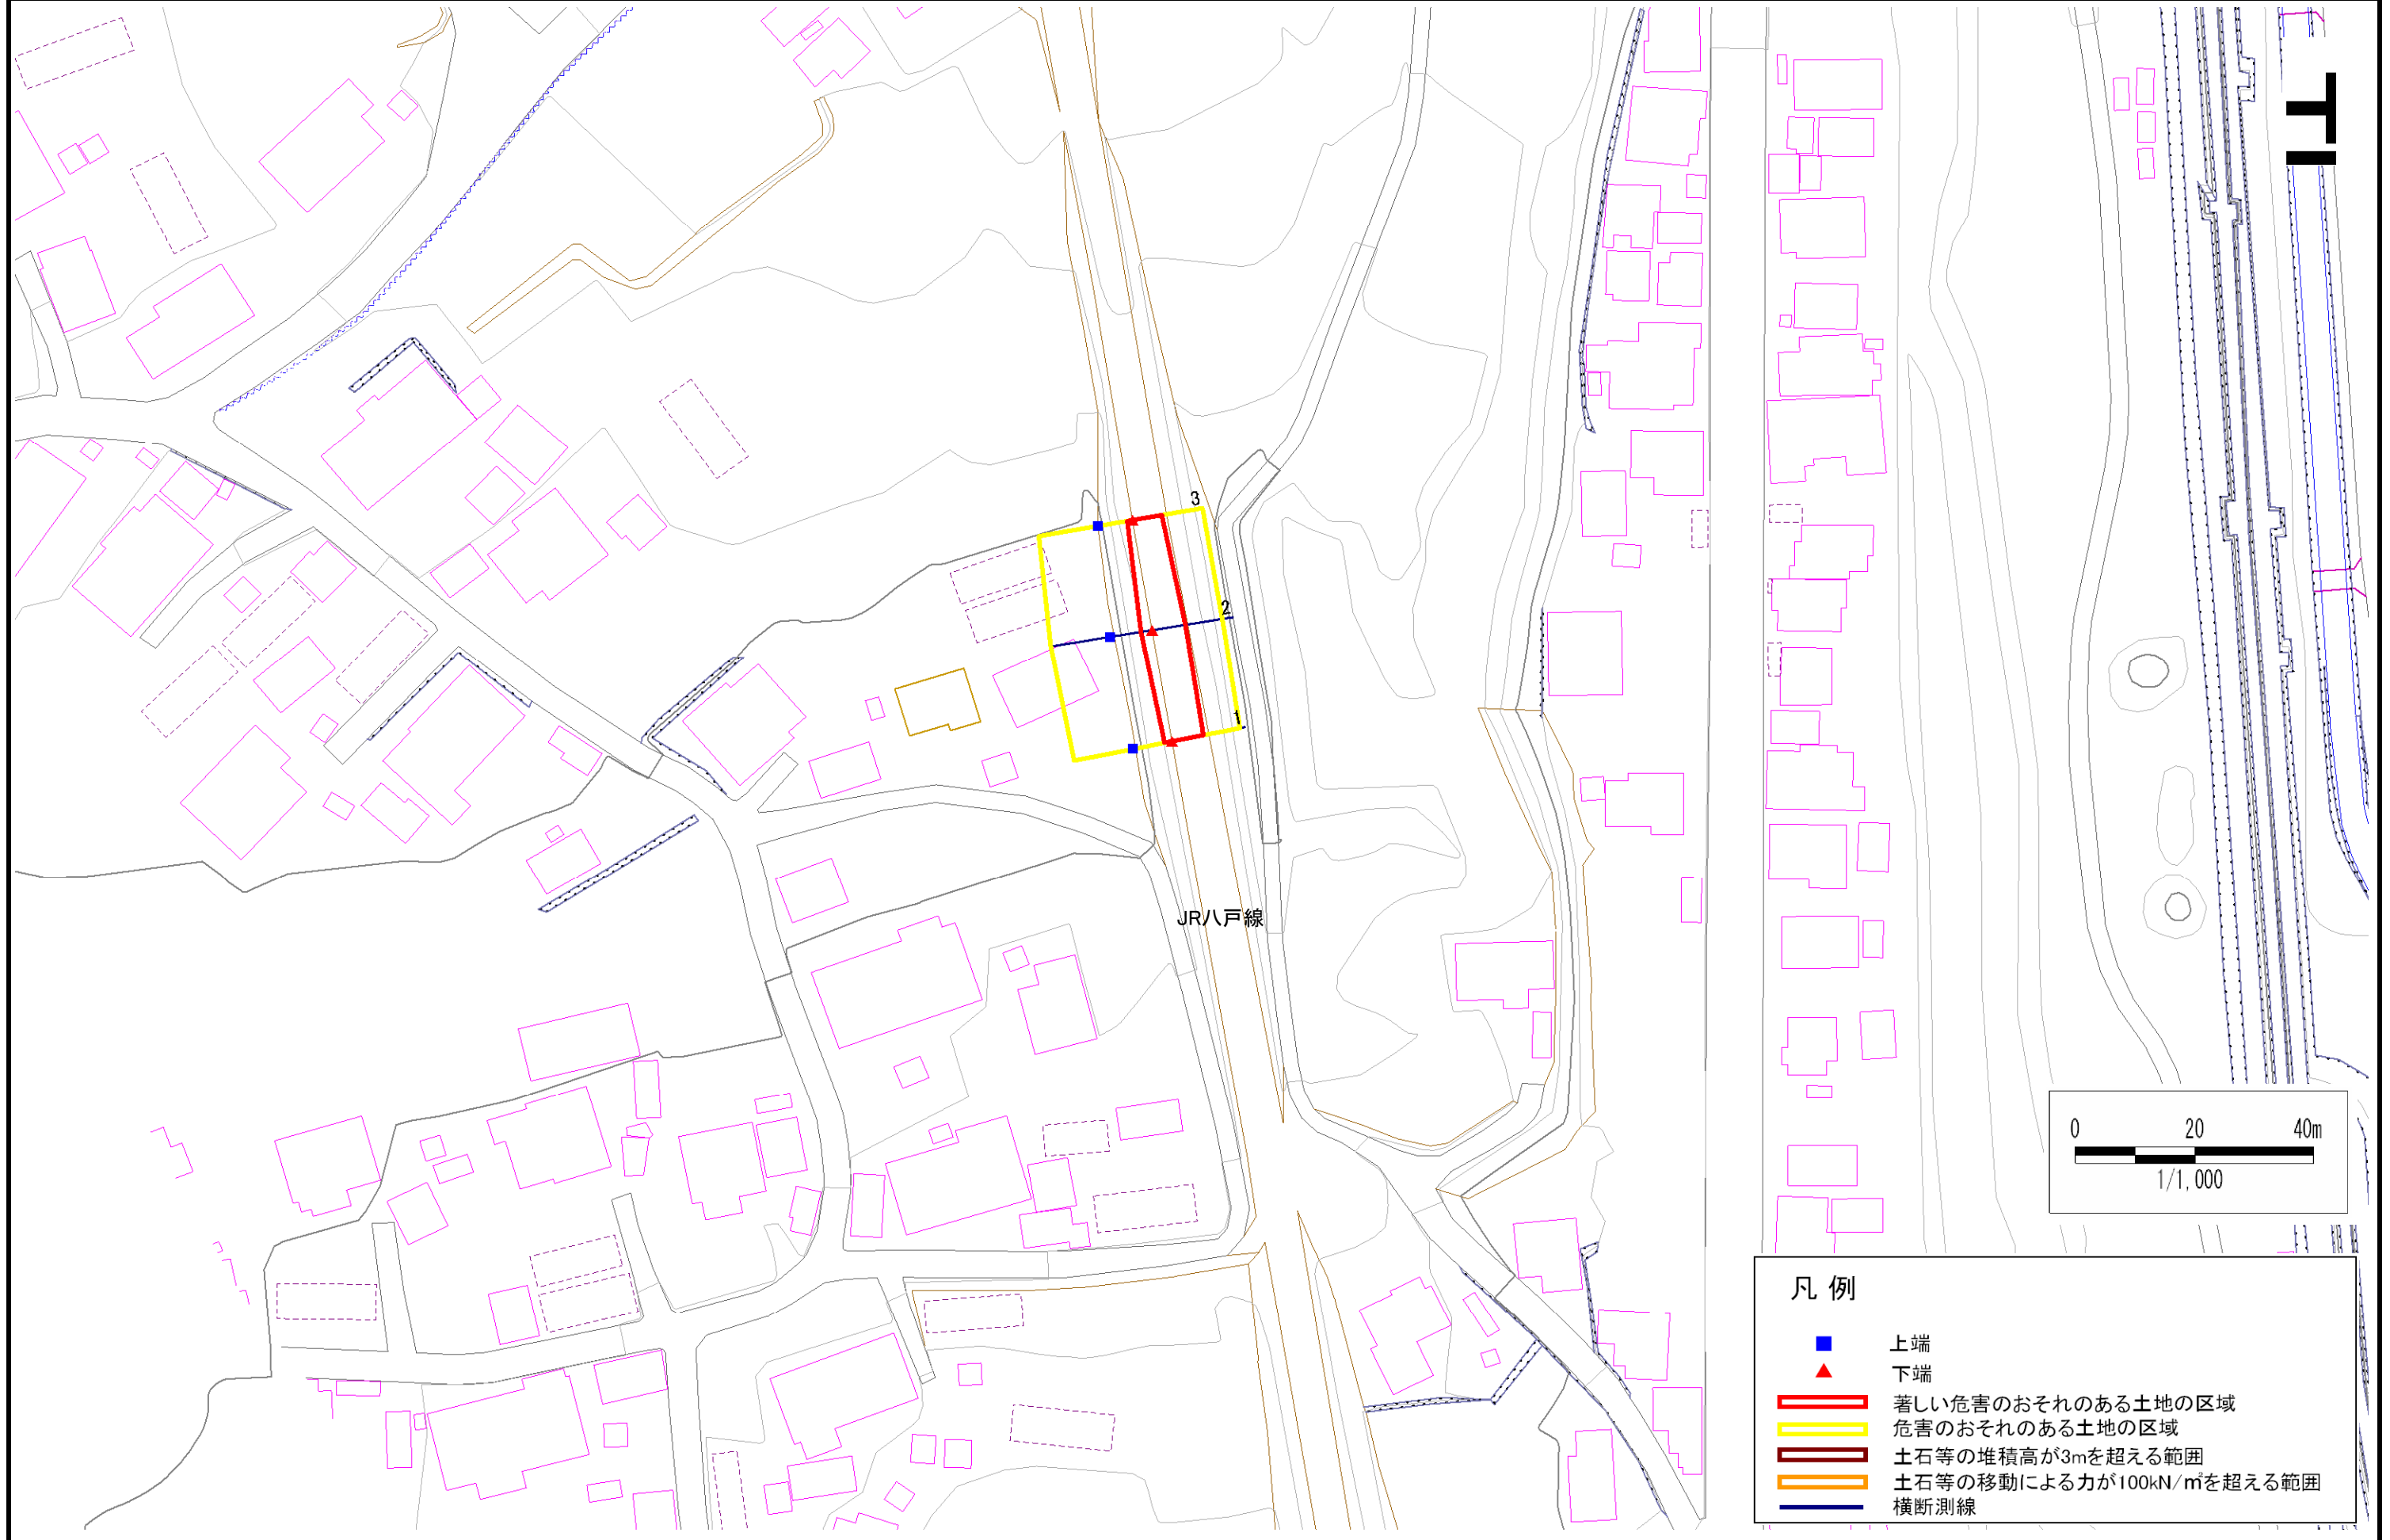 3
2
1
JR八戸線
0 20 40m
1/1,000
凡 例
上端
下端
著しい危害のおそれのある土地の区域
危害のおそれのある土地の区域
土石等の堆積高が3mを超える範囲
土石等の移動による力が100kN/㎡を超える範囲
横断測線